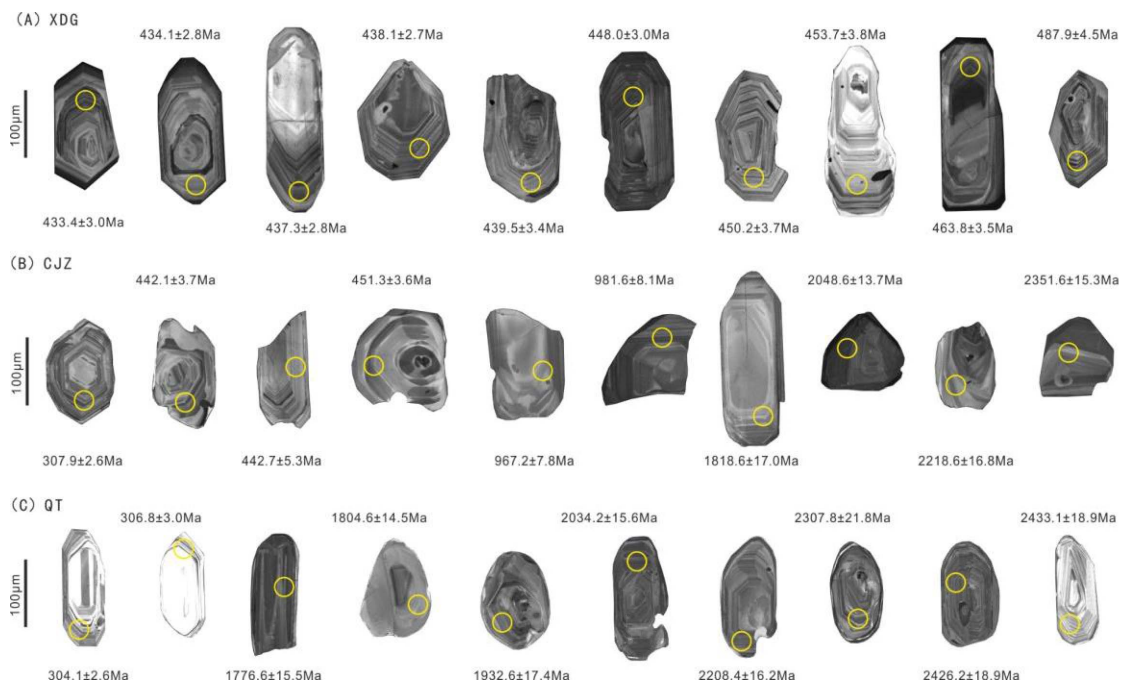 (A) XDG
434.1±2.8Ma 438.1±2.7Ma 448.0±3.0Ma 453.7±3.8Ma 487.9±4.5Ma
100μm
433.4±3.0Ma 437.3±2.8Ma 439.5±3.4Ma 450.2±3.7Ma 463.8±3.5Ma
(B) CJZ
442.1±3.7Ma 451.3±3.6Ma 981.6±8.1Ma 2048.6±13.7Ma 2351.6±15.3Ma
100μm
307.9±2.6Ma 442.7±5.3Ma 967.2±7.8Ma 1818.6±17.0Ma 2218.6±16.8Ma
(C) QT
306.8±3.0Ma 1804.6±14.5Ma 2034.2±15.6Ma 2307.8±21.8Ma 2433.1±18.9Ma
100μm
304.1±2.6Ma 1776.6±15.5Ma 1932.6±17.4Ma 2208.4±16.2Ma 2426.2±18.9Ma